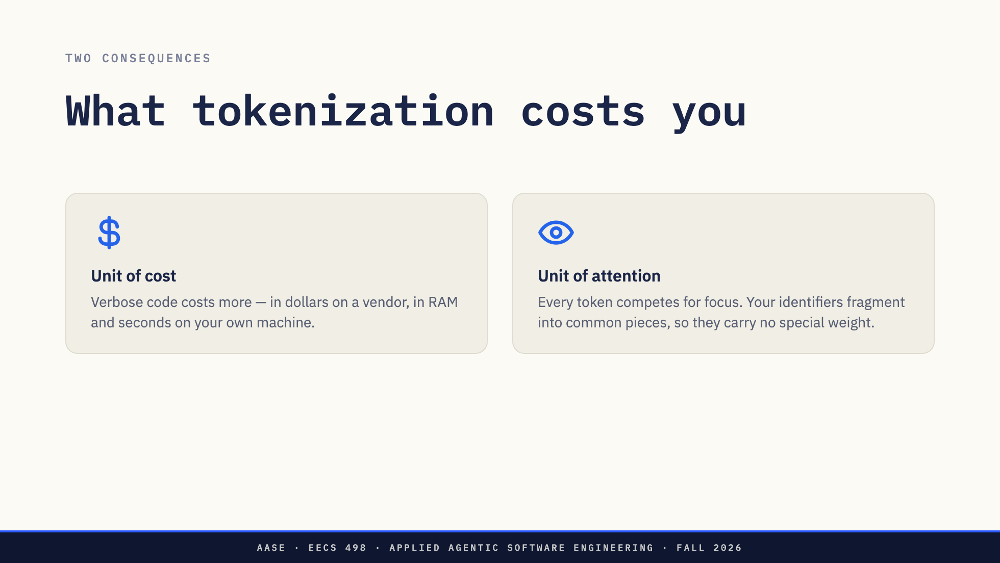 TWO CONSEQUENCES
What tokenization costs you
Unit of cost
Verbose code costs more — in dollars on a vendor, in RAM
and seconds on your own machine.
Unit of attention
Every token competes for focus. Your identifiers fragment
into common pieces, so they carry no special weight.
AASE · EECS 498 · APPLIED AGENTIC SOFTWARE ENGINEERING · FALL 2026